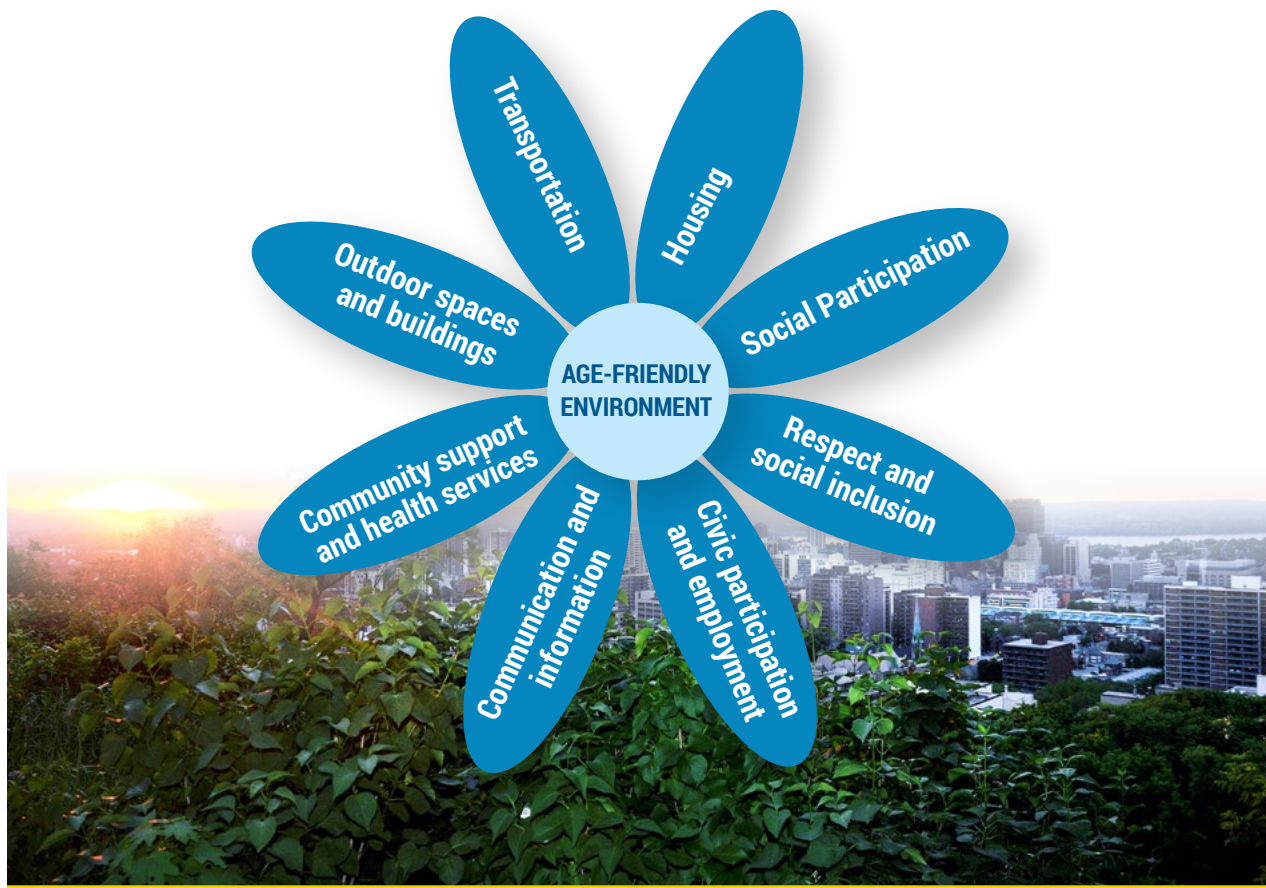 Transportation
Housing
Social Participation
Respect and
social inclusion
Civic participation
and employment
Communication and
information
Community support
and health services
Outdoor spaces
and buildings
AGE-FRIENDLY
ENVIRONMENT